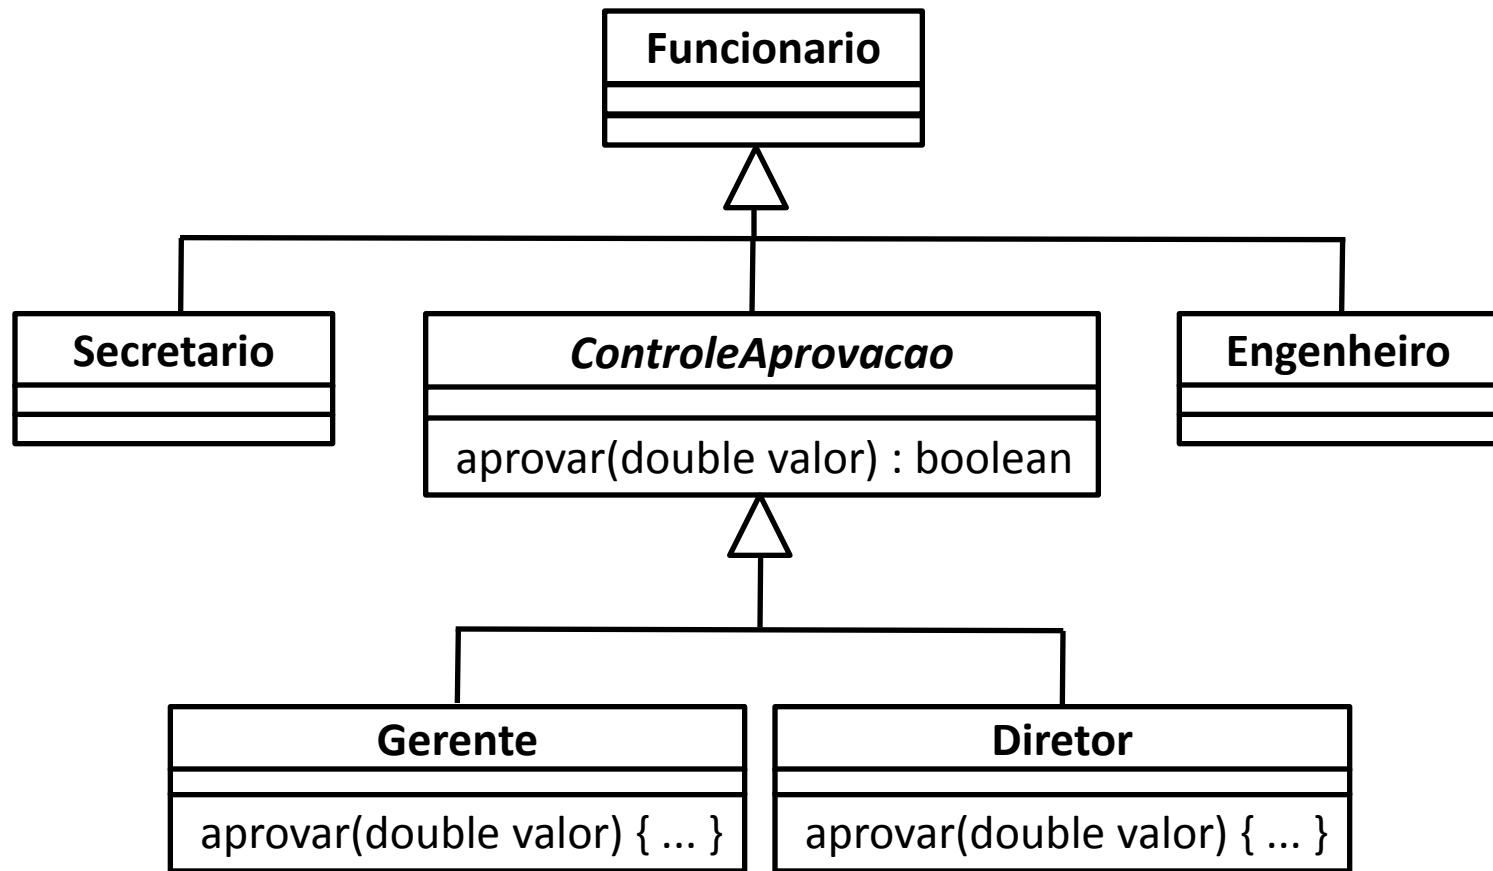 Funcionario
Secretario
ControleAprovacao
aprovar(double valor) : boolean
Engenheiro
Gerente
aprovar(double valor) { ... }
Diretor
aprovar(double valor) { ... }